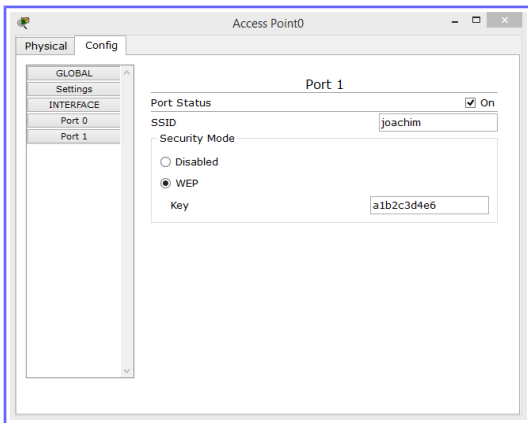 Access Point0
Physical Config
GLOBAL
Settings
INTERFACE
Port 0
Port 1
Port 1
Port Status On
SSID joachim
Security Mode
Disabled
WEP
Key a1b2c3d4e6